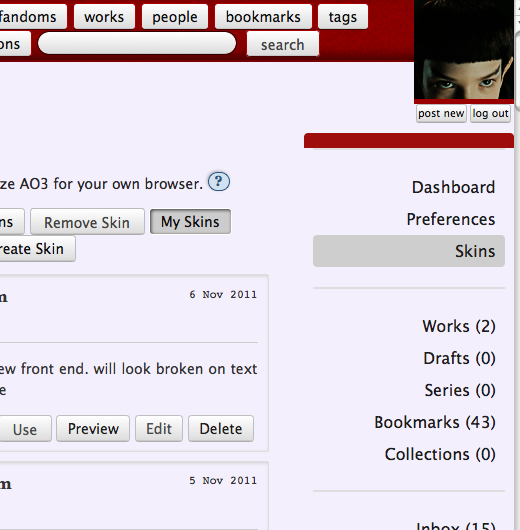 fandoms works people bookmarks tags
search
post new log out
ze AO3 for your own browser. ?
Remove Skin My Skins
reate Skin
6 Nov 2011
ew front end. will look broken on text
Use Preview Edit Delete
5 Nov 2011
Dashboard
Preferences
Skins
Works (2)
Drafts (0)
Series (0)
Bookmarks (43)
Collections (0)
Inbox (15)